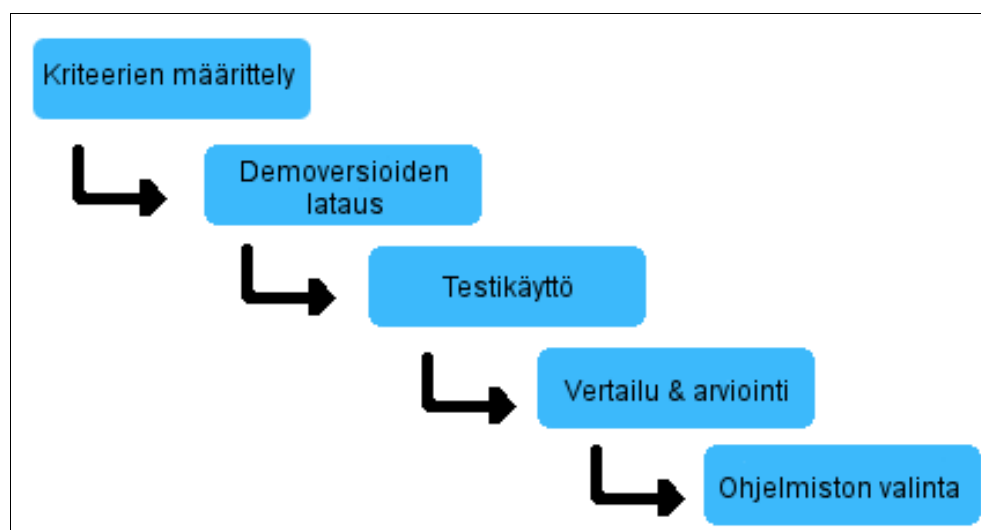 Kriteerien määrittely
Demoversioiden
lataus
Testikäyttö
Vertailu & arviointi
Ohjelmiston valinta